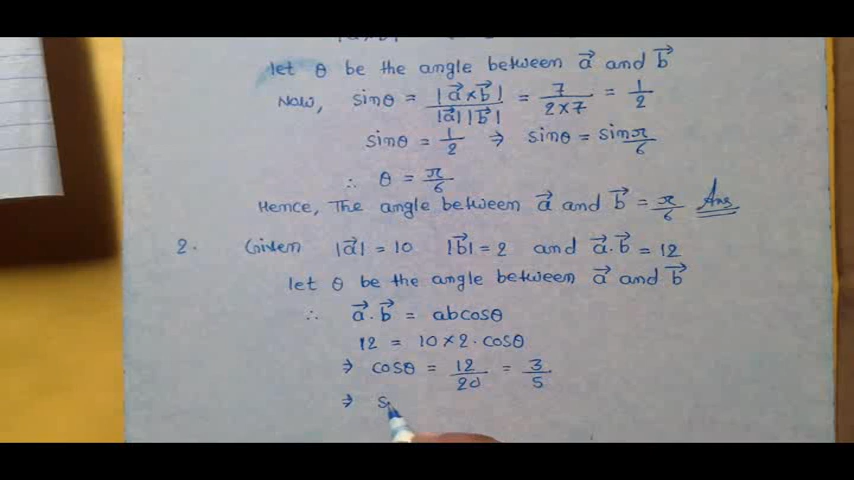 let θ be the angle between a⃗ and b⃗
Now, sinθ = |a⃗ × b⃗| / |a⃗| |b⃗| = 7 / 2×7 = 1/2
sinθ = 1/2 ⇒ sinθ = sin π/6
∴ θ = π/6
Hence, The angle between a⃗ and b⃗ = π/6 Ans
2. Given |a⃗| = 10 |b⃗| = 2 and a⃗.b⃗ = 12
let θ be the angle between a⃗ and b⃗
∴ a⃗.b⃗ = abcosθ
12 = 10 × 2 . cosθ
⇒ cosθ = 12/20 = 3/5
⇒ s